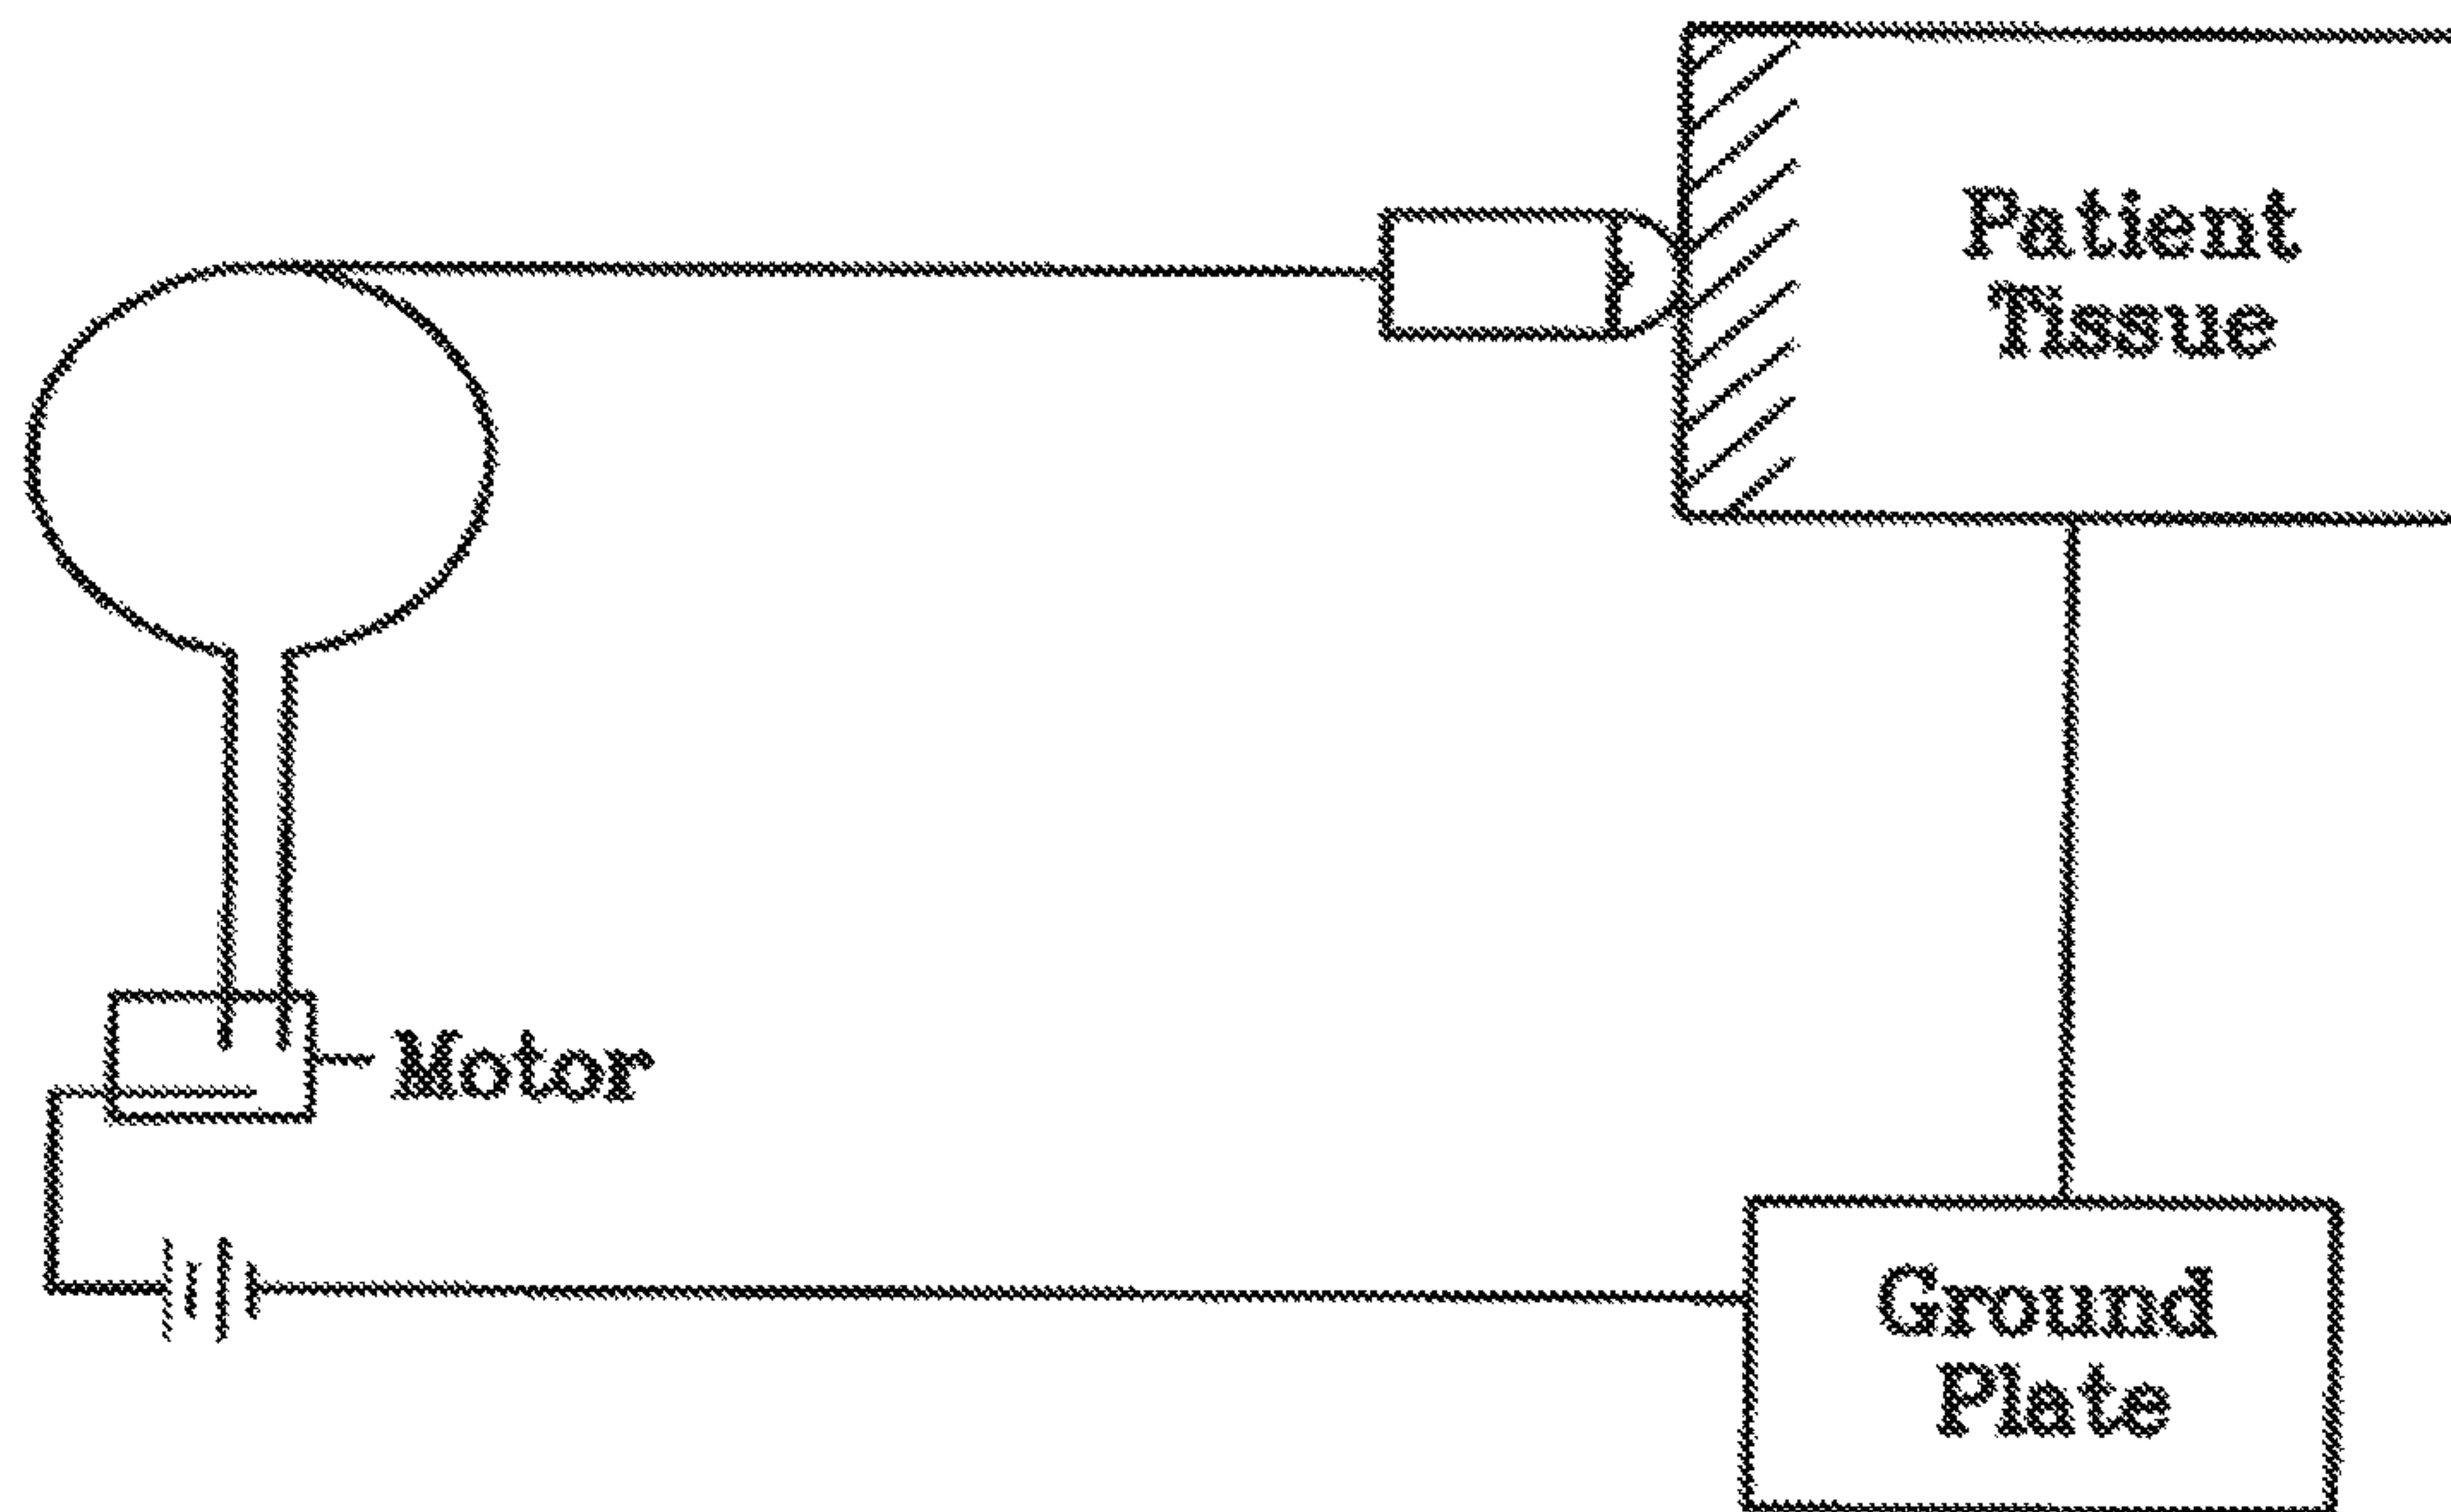 Patient
Tissue
Motor
Ground
Plate